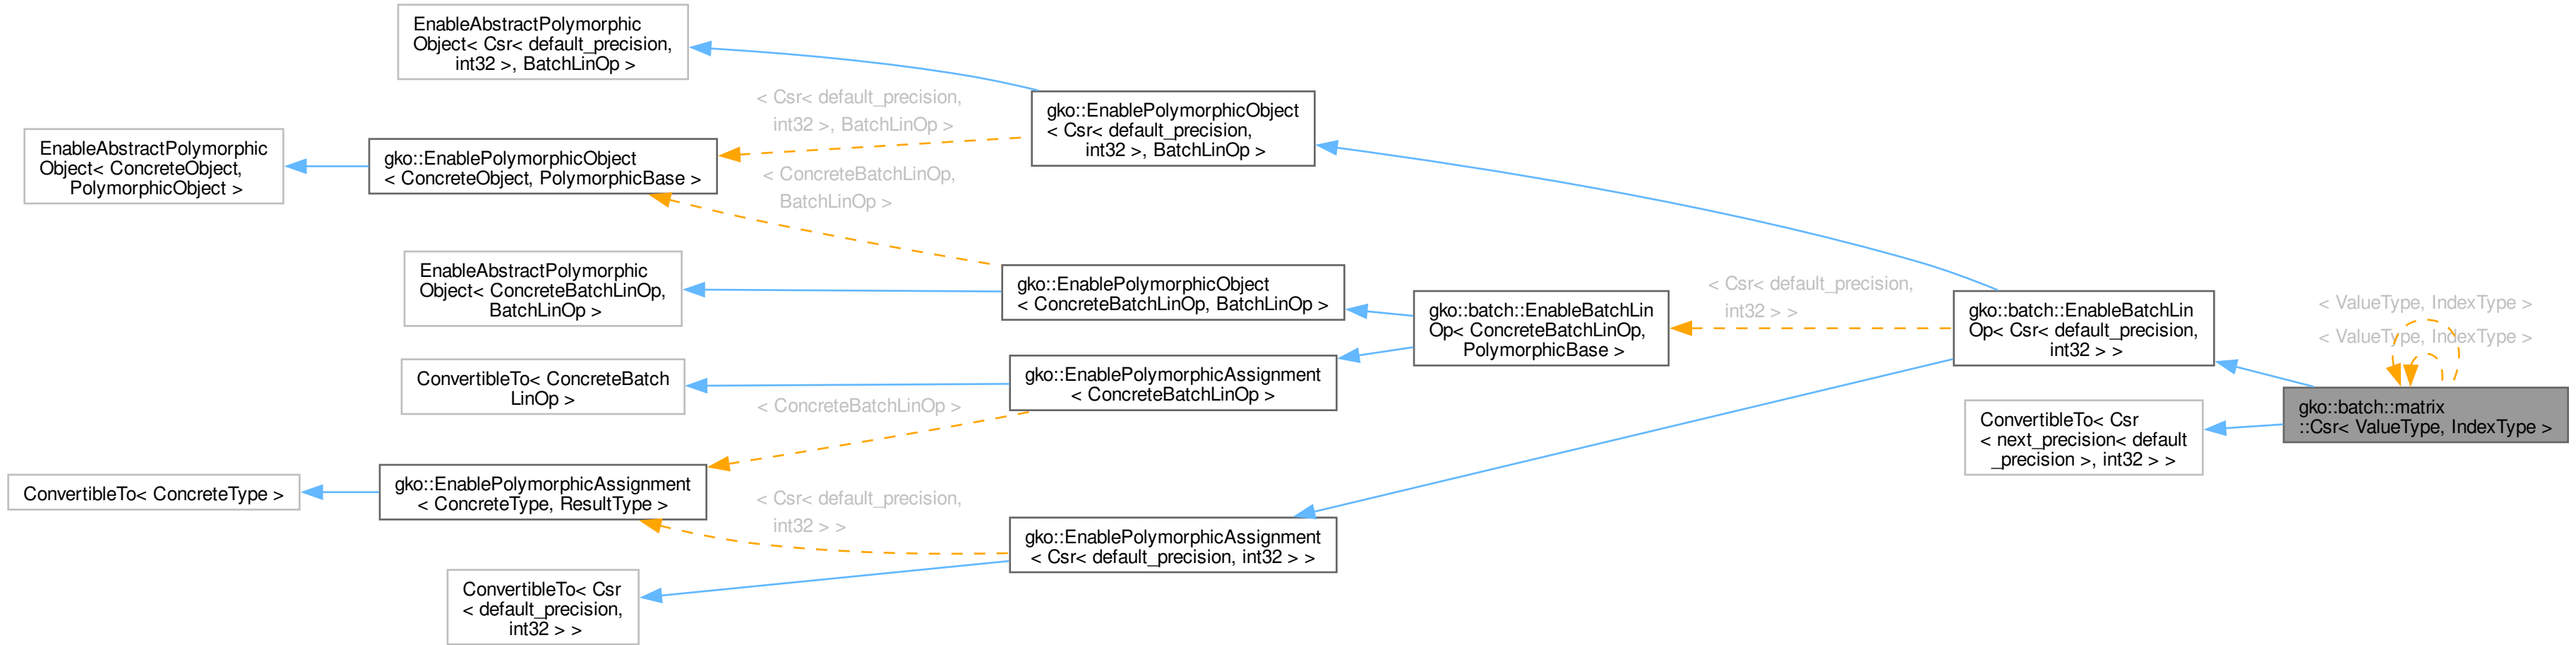 EnableAbstractPolymorphic
Object< Csr< default_precision,
int32 >, BatchLinOp >
< Csr< default_precision,
int32 >, BatchLinOp >
gko::EnablePolymorphicObject
< Csr< default_precision,
int32 >, BatchLinOp >
EnableAbstractPolymorphic
Object< ConcreteObject,
PolymorphicObject >
gko::EnablePolymorphicObject
< ConcreteObject, PolymorphicBase >
< ConcreteBatchLinOp,
BatchLinOp >
EnableAbstractPolymorphic
Object< ConcreteBatchLinOp,
BatchLinOp >
gko::EnablePolymorphicObject
< ConcreteBatchLinOp, BatchLinOp >
gko::batch::EnableBatchLin
Op< ConcreteBatchLinOp,
PolymorphicBase >
< Csr< default_precision,
int32 > >
gko::batch::EnableBatchLin
Op< Csr< default_precision,
int32 > >
< ValueType, IndexType >
< ValueType, IndexType >
ConvertibleTo< ConcreteBatch
LinOp >
gko::EnablePolymorphicAssignment
< ConcreteBatchLinOp >
< ConcreteBatchLinOp >
ConvertibleTo< Csr
< next_precision< default
_precision >, int32 > >
gko::batch::matrix
::Csr< ValueType, IndexType >
ConvertibleTo< ConcreteType >
gko::EnablePolymorphicAssignment
< ConcreteType, ResultType >
< Csr< default_precision,
int32 > >
gko::EnablePolymorphicAssignment
< Csr< default_precision, int32 > >
ConvertibleTo< Csr
< default_precision,
int32 > >